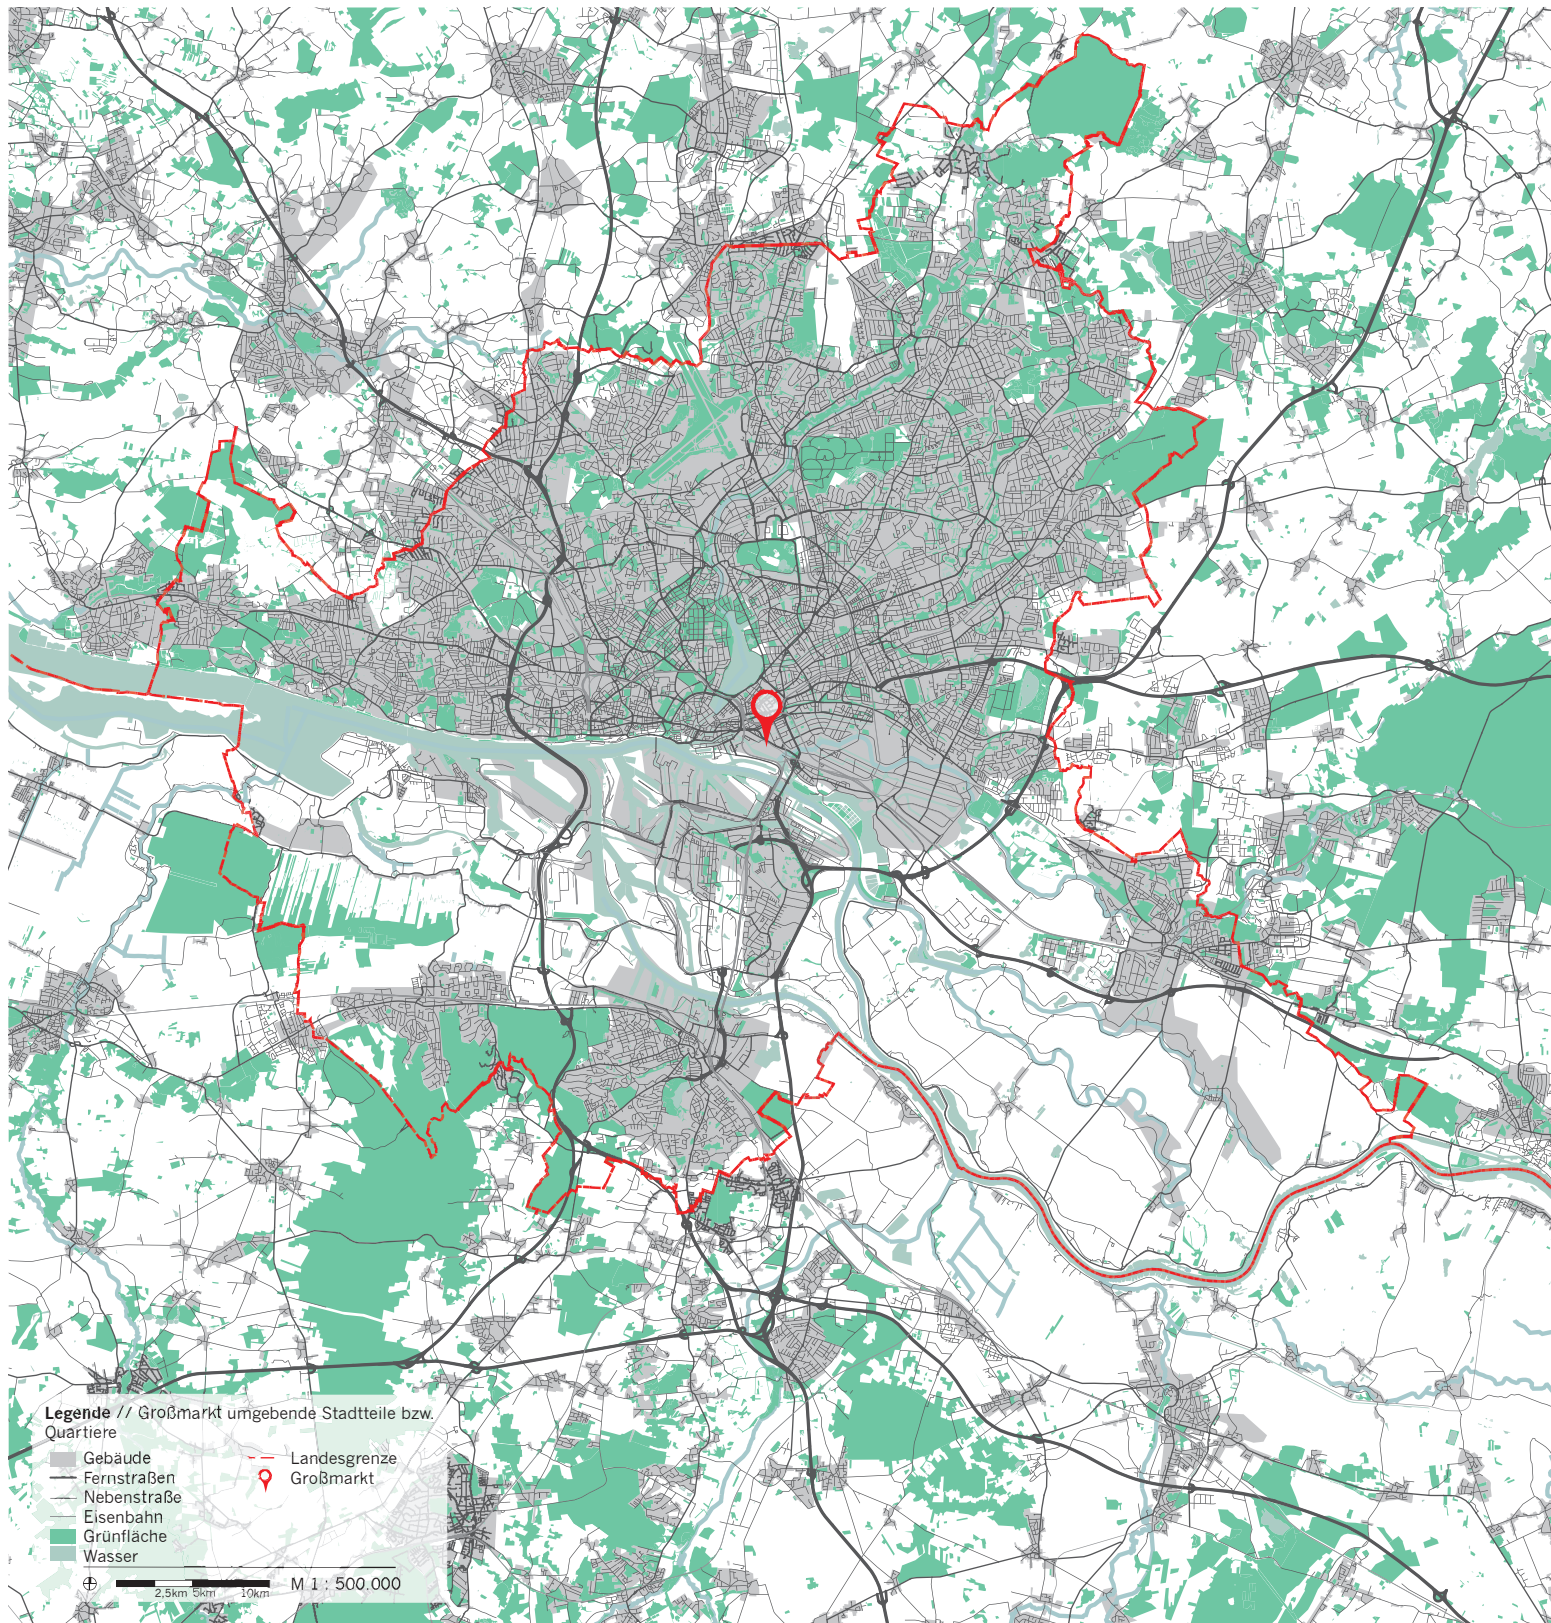 Legende // Großmarkt umgebende Stadtteile bzw.
Quartiere
Gebäude
Fernstraßen
Nebenstraße
Eisenbahn
Grünfläche
Wasser
Landesgrenze
Großmarkt
2,5km 5km 10km
M 1 : 500.000